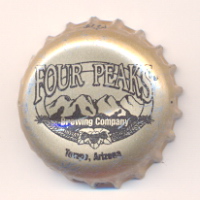 FOUR PEAKS
Brewing Company
Tempe, Arizona